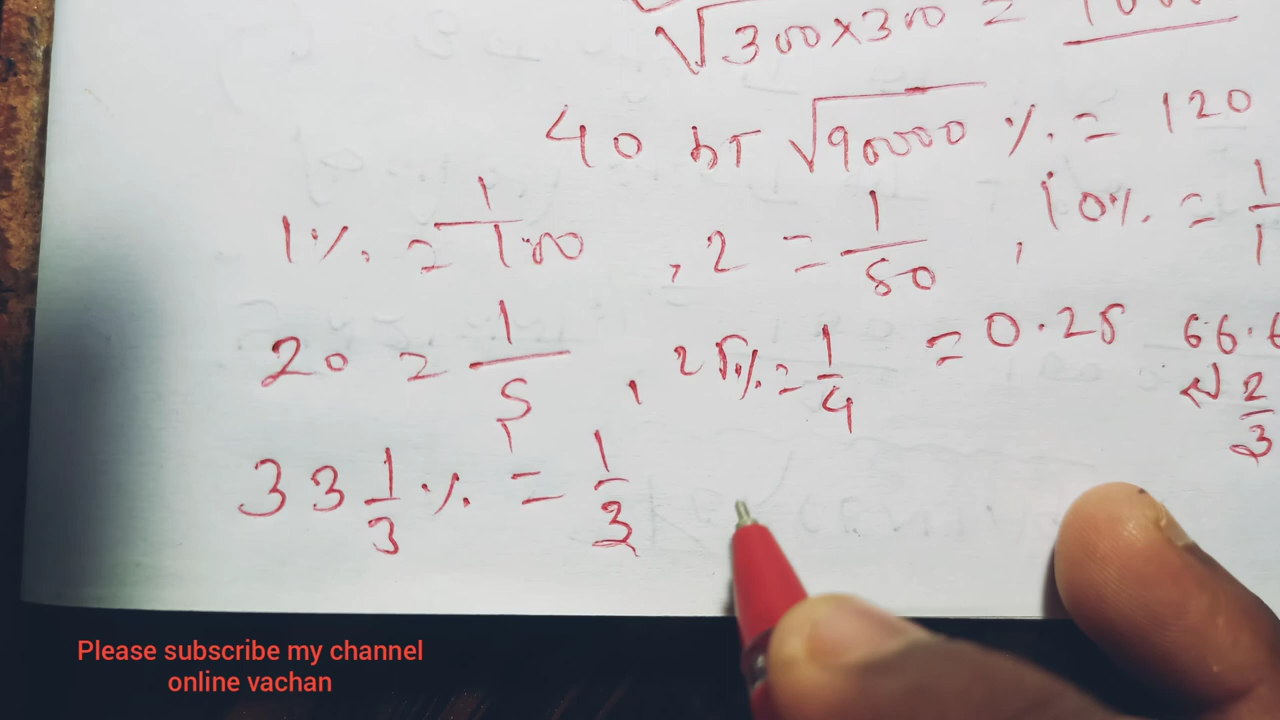 √300×300 =
40 का √90000 % = 120
1% = 1/100 , 2 = 1/50 , 10% = 1/1
20 = 1/5 , 25% = 1/4 = 0.25 66.6
2/3
33 1/3 % = 1/3
Please subscribe my channel
online vachan